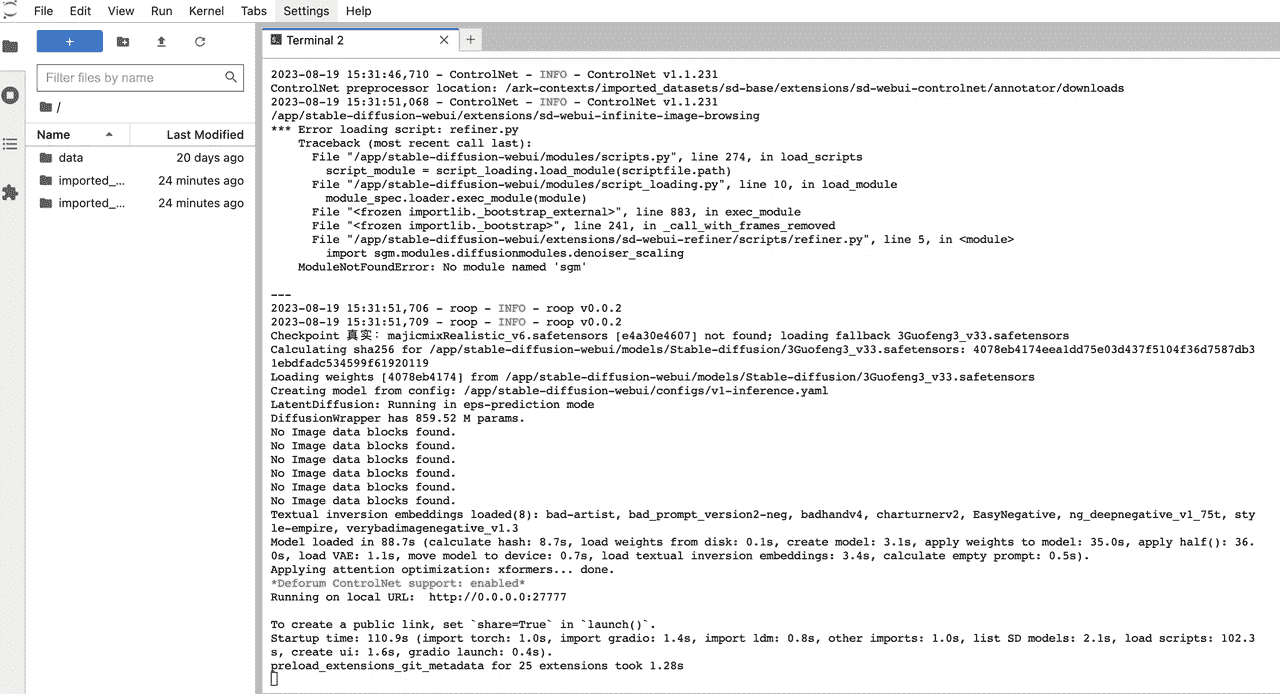 File Edit View Run Kernel Tabs Settings Help
+
Filter files by name
/
Name Last Modified
data 20 days ago
imported_... 24 minutes ago
imported_... 24 minutes ago
Terminal 2
+
2023-08-19 15:31:46,710 - ControlNet - INFO - ControlNet v1.1.231
ControlNet preprocessor location: /ark-contexts/imported_datasets/sd-base/extensions/sd-webui-controlnet/annotator/downloads
2023-08-19 15:31:51,068 - ControlNet - INFO - ControlNet v1.1.231
/app/stable-diffusion-webui/extensions/sd-webui-infinite-image-browsing
*** Error loading script: refiner.py
Traceback (most recent call last):
File "/app/stable-diffusion-webui/modules/scripts.py", line 274, in load_scripts
script_module = script_loading.load_module(scriptfile.path)
File "/app/stable-diffusion-webui/modules/script_loading.py", line 10, in load_module
module_spec.loader.exec_module(module)
File "<frozen importlib._bootstrap_external>", line 883, in exec_module
File "<frozen importlib._bootstrap>", line 241, in _call_with_frames_removed
File "/app/stable-diffusion-webui/extensions/sd-webui-refiner/scripts/refiner.py", line 5, in <module>
import sgm.modules.diffusionmodules.denoiser_scaling
ModuleNotFoundError: No module named 'sgm'
---
2023-08-19 15:31:51,706 - roop - INFO - roop v0.0.2
2023-08-19 15:31:51,709 - roop - INFO - roop v0.0.2
Checkpoint 真实: majicmixRealistic_v6.safetensors [e4a30e4607] not found; loading fallback 3Guofeng3_v33.safetensors
Calculating sha256 for /app/stable-diffusion-webui/models/Stable-diffusion/3Guofeng3_v33.safetensors: 4078eb4174eea1dd75e03d437f5104f36d7587db3
1ebdfadc534599f61920119
Loading weights [4078eb4174] from /app/stable-diffusion-webui/models/Stable-diffusion/3Guofeng3_v33.safetensors
Creating model from config: /app/stable-diffusion-webui/configs/v1-inference.yaml
LatentDiffusion: Running in eps-prediction mode
DiffusionWrapper has 859.52 M params.
No Image data blocks found.
No Image data blocks found.
No Image data blocks found.
No Image data blocks found.
No Image data blocks found.
No Image data blocks found.
Textual inversion embeddings loaded(8): bad-artist, bad_prompt_version2-neg, badhandv4, charturnerv2, EasyNegative, ng_deepnegative_v1_75t, sty
le-empire, verybadimagenegative_v1.3
Model loaded in 88.7s (calculate hash: 8.7s, load weights from disk: 0.1s, create model: 3.1s, apply weights to model: 35.0s, apply half(): 36.
0s, load VAE: 1.1s, move model to device: 0.7s, load textual inversion embeddings: 3.4s, calculate empty prompt: 0.5s).
Applying attention optimization: xformers... done.
*Deforum ControlNet support: enabled*
Running on local URL:  http://0.0.0.0:27777
To create a public link, set `share=True` in `launch()`.
Startup time: 110.9s (import torch: 1.0s, import gradio: 1.4s, import ldm: 0.8s, other imports: 1.0s, list SD models: 2.1s, load scripts: 102.3
s, create ui: 1.6s, gradio launch: 0.4s).
preload_extensions_git_metadata for 25 extensions took 1.28s